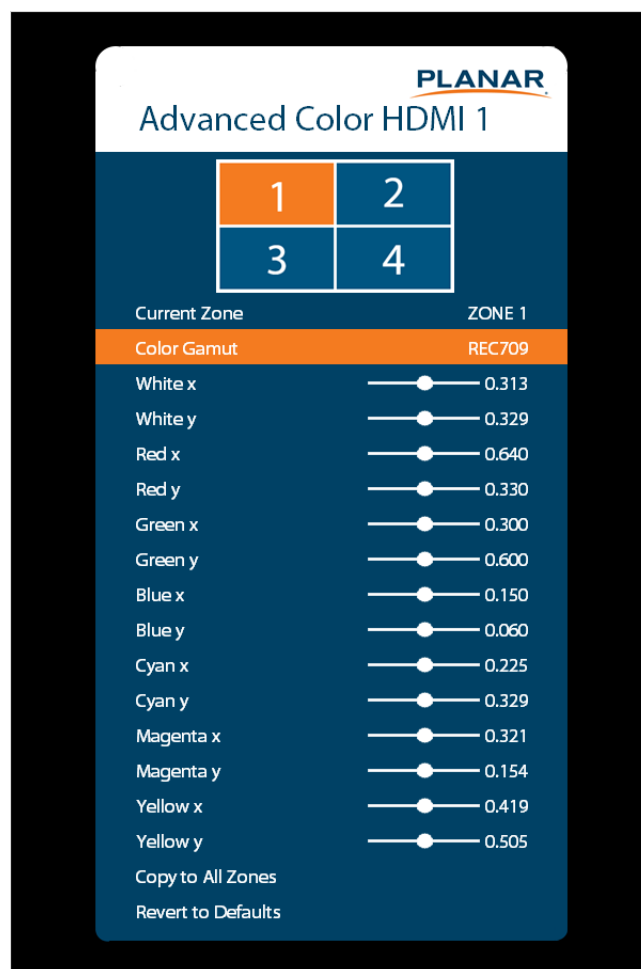 PLANAR
Advanced Color HDMI 1
1 2
3 4
Current Zone ZONE 1
Color Gamut REC709
White x 0.313
White y 0.329
Red x 0.640
Red y 0.330
Green x 0.300
Green y 0.600
Blue x 0.150
Blue y 0.060
Cyan x 0.225
Cyan y 0.329
Magenta x 0.321
Magenta y 0.154
Yellow x 0.419
Yellow y 0.505
Copy to All Zones
Revert to Defaults